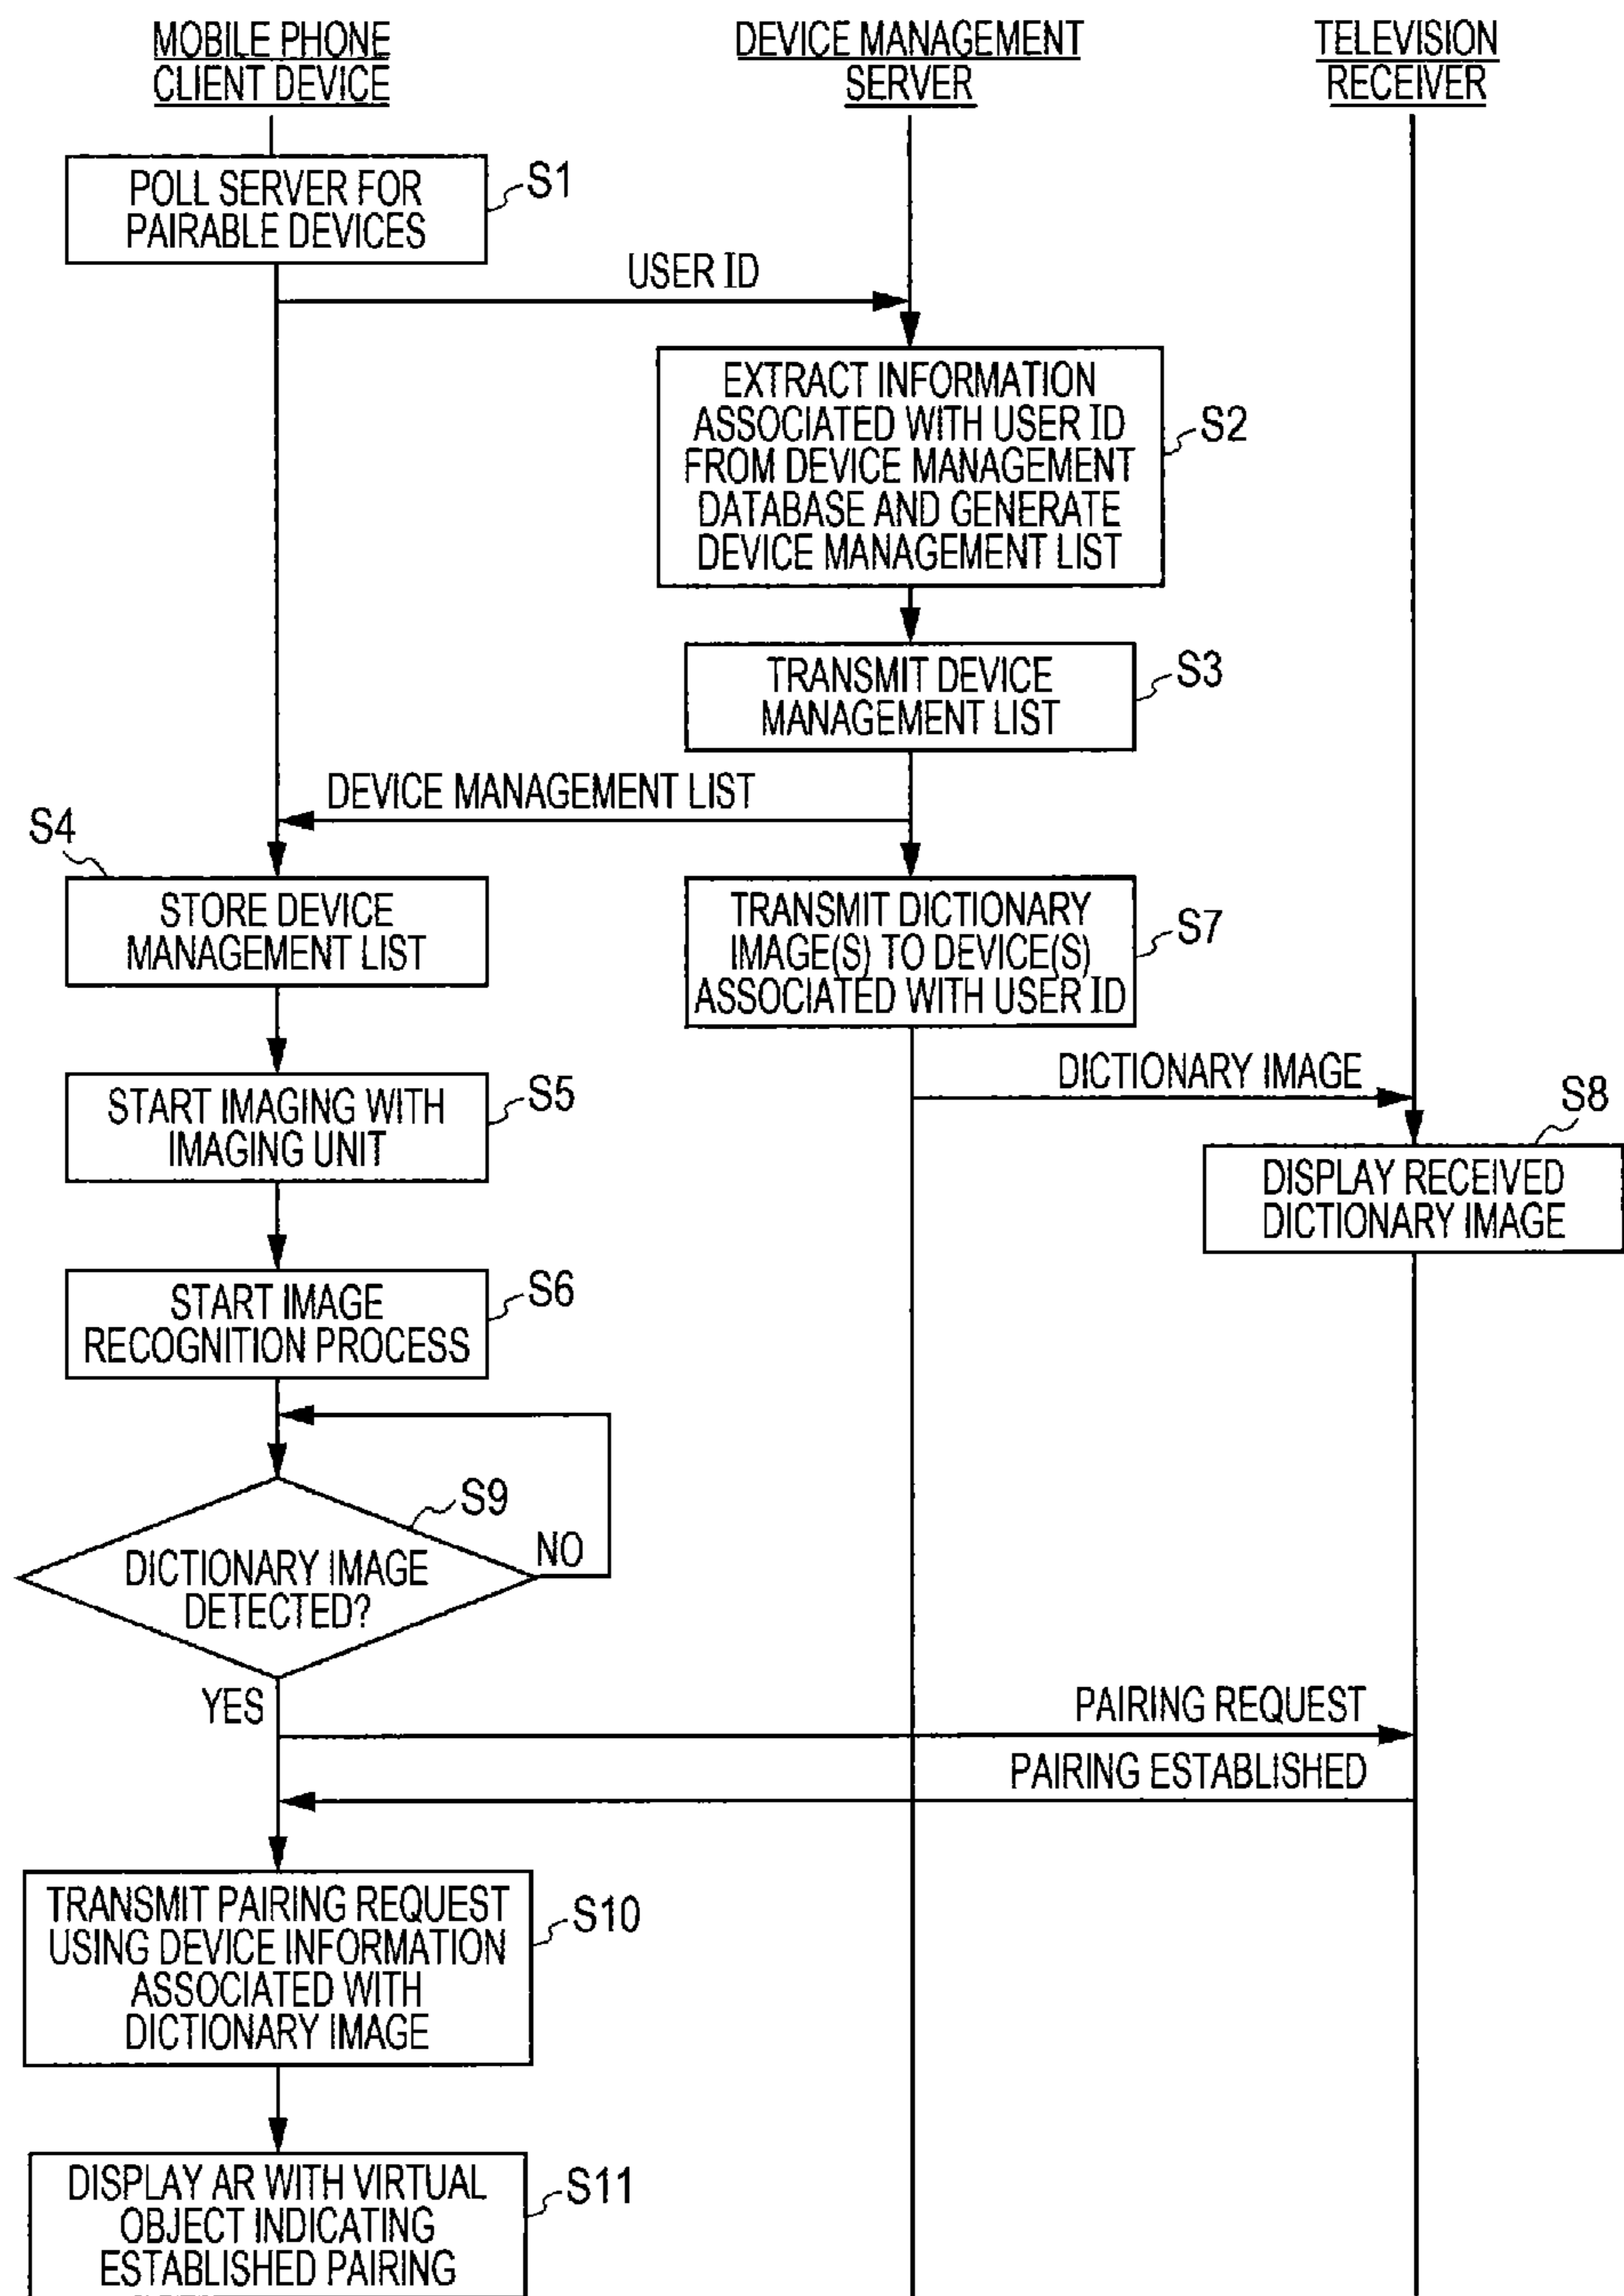 MOBILE PHONE
CLIENT DEVICE
DEVICE MANAGEMENT
SERVER
TELEVISION
RECEIVER
POLL SERVER FOR
PAIRABLE DEVICES
S1
USER ID
EXTRACT INFORMATION
ASSOCIATED WITH USER ID
FROM DEVICE MANAGEMENT
DATABASE AND GENERATE
DEVICE MANAGEMENT LIST
S2
TRANSMIT DEVICE
MANAGEMENT LIST
S3
DEVICE MANAGEMENT LIST
S4
STORE DEVICE
MANAGEMENT LIST
TRANSMIT DICTIONARY
IMAGE(S) TO DEVICE(S)
ASSOCIATED WITH USER ID
S7
START IMAGING WITH
IMAGING UNIT
S5
DICTIONARY IMAGE
S8
DISPLAY RECEIVED
DICTIONARY IMAGE
START IMAGE
RECOGNITION PROCESS
S6
S9
DICTIONARY IMAGE
DETECTED?
NO
YES
PAIRING REQUEST
PAIRING ESTABLISHED
TRANSMIT PAIRING REQUEST
USING DEVICE INFORMATION
ASSOCIATED WITH
DICTIONARY IMAGE
S10
DISPLAY AR WITH VIRTUAL
OBJECT INDICATING
ESTABLISHED PAIRING
S11